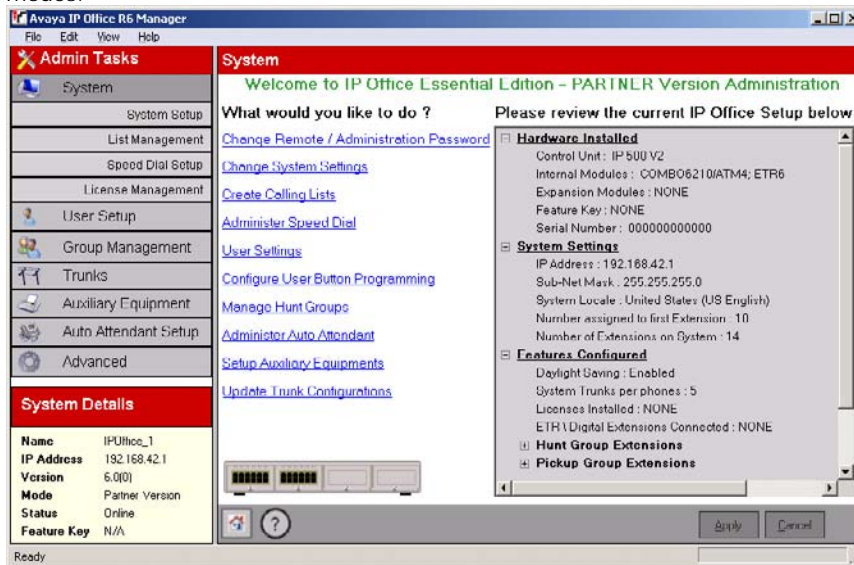 Avaya IP Office R6 Manager
File Edit View Help
Admin Tasks
System
System Setup
List Management
Speed Dial Setup
License Management
User Setup
Group Management
Trunks
Auxiliary Equipment
Auto Attendant Setup
Advanced
System Details
Name IPOffice_1
IP Address 192.168.42.1
Version 6.0(0)
Mode Partner Version
Status Online
Feature Key N/A
System
Welcome to IP Office Essential Edition - PARTNER Version Administration
What would you like to do ?
Change Remote / Administration Password
Change System Settings
Create Calling Lists
Administer Speed Dial
User Settings
Configure User Button Programming
Manage Hunt Groups
Administer Auto Attendant
Setup Auxiliary Equipments
Update Trunk Configurations
Please review the current IP Office Setup below
Hardware Installed
Control Unit : IP 500 V2
Internal Modules : COMBO6210/ATM4; ETR6
Expansion Modules : NONE
Feature Key : NONE
Serial Number : 000000000000
System Settings
IP Address : 192.168.42.1
Sub-Net Mask : 255.255.255.0
System Locale : United States (US English)
Number assigned to first Extension : 10
Number of Extensions on System : 14
Features Configured
Daylight Saving : Enabled
System Trunks per phones : 5
Licenses Installed : NONE
ETR \ Digital Extensions Connected : NONE
Hunt Group Extensions
Pickup Group Extensions
Apply Cancel
Ready